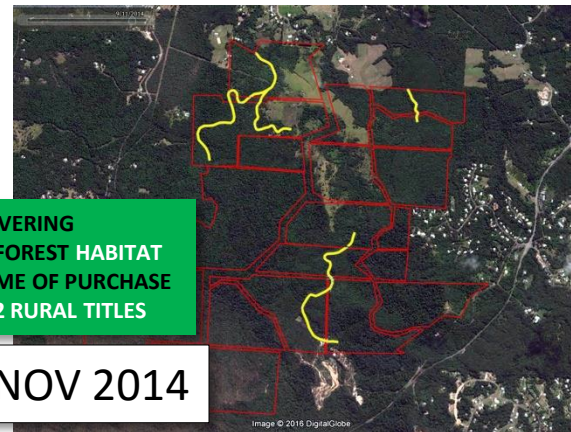 VERING
FOREST HABITAT
ME OF PURCHASE
2 RURAL TITLES
NOV 2014
Image © 2016 DigitalGlobe